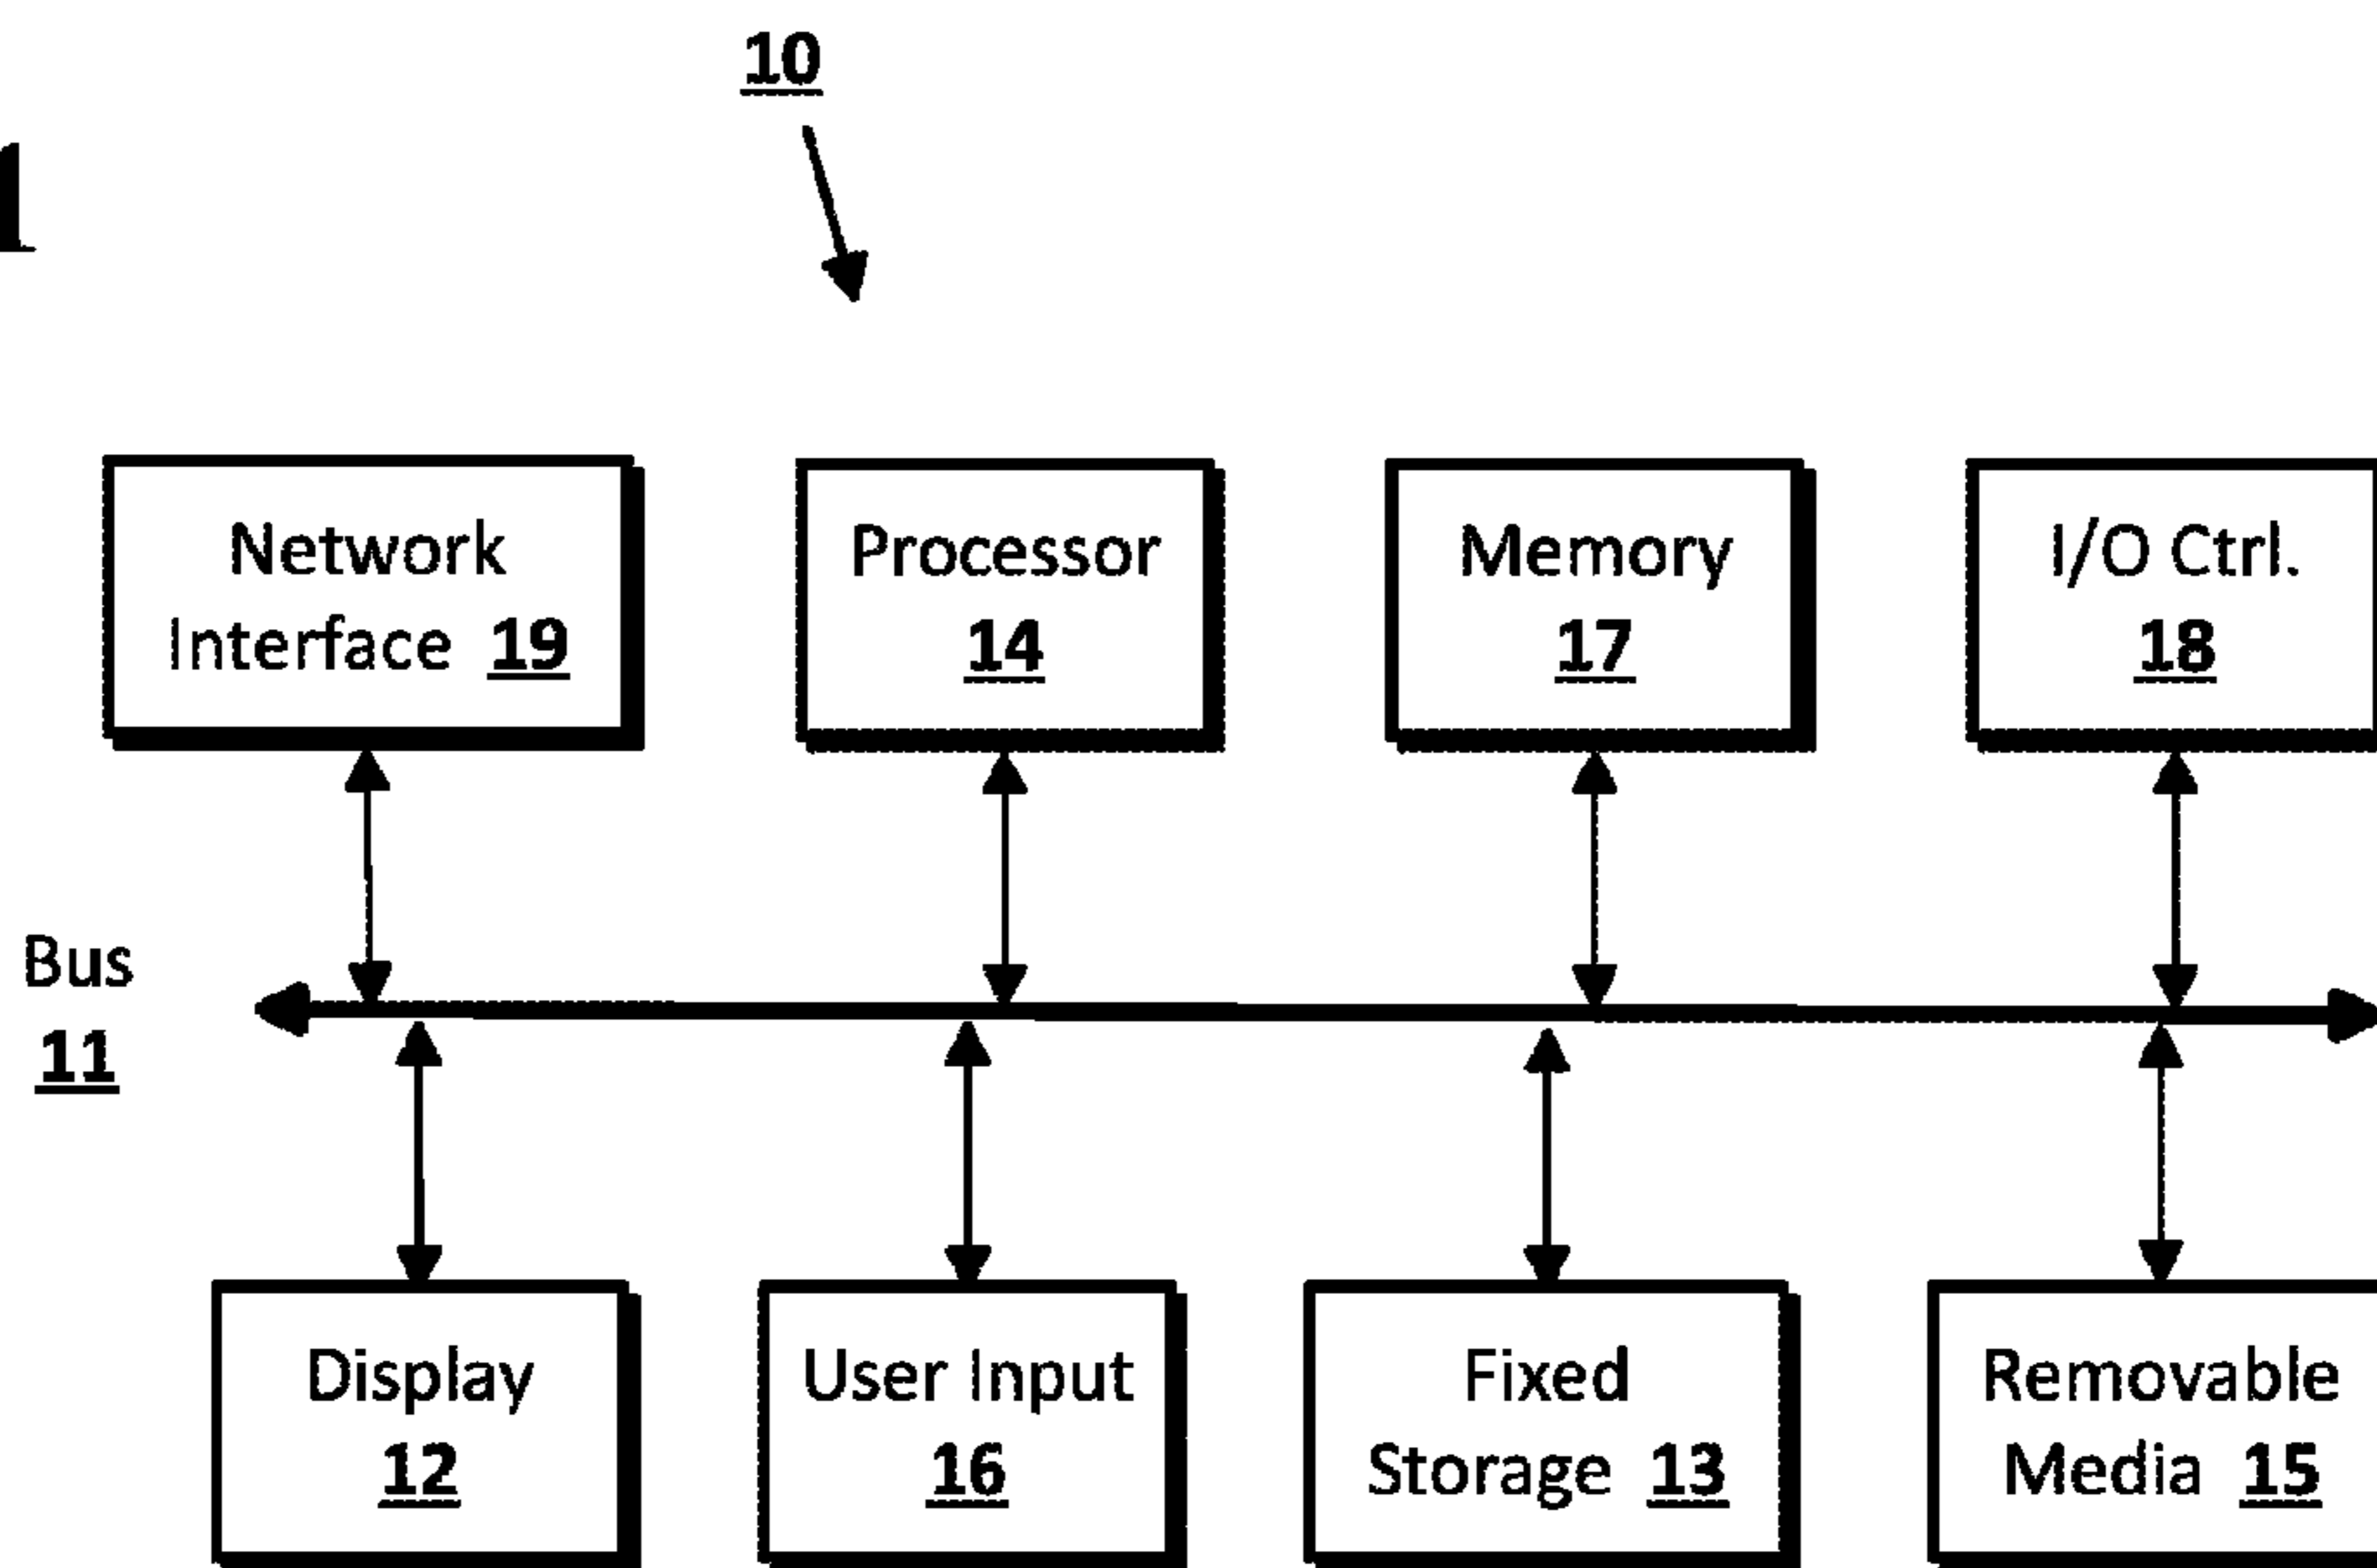 10
1
Network
Interface 19
Processor
14
Memory
17
I/O Ctrl.
18
Bus
11
Display
12
User Input
16
Fixed
Storage 13
Removable
Media 15